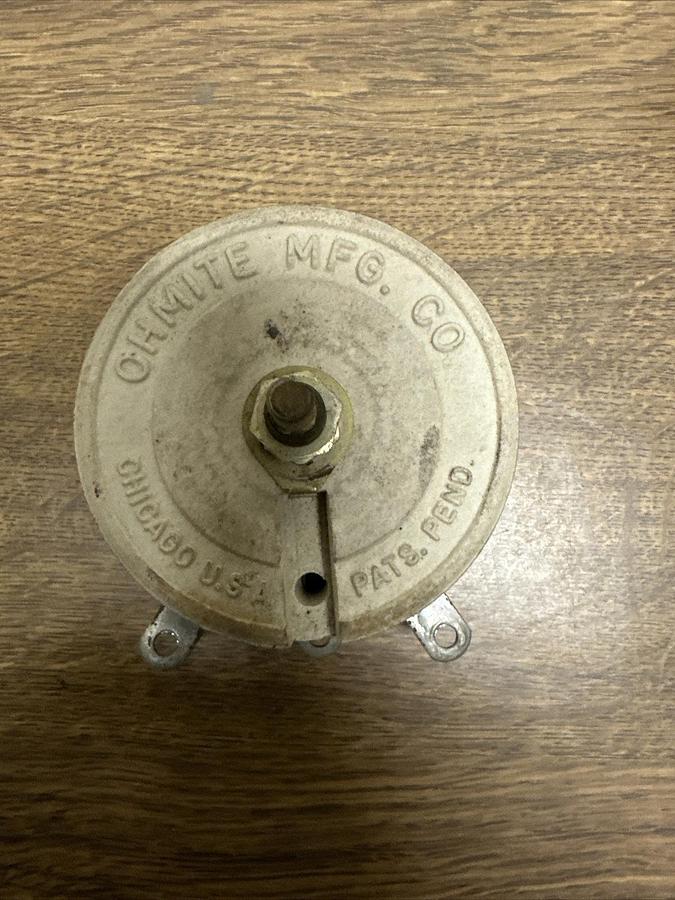 OHMITE MFG. CO
CHICAGO U.S.A.
PATS. PEND.